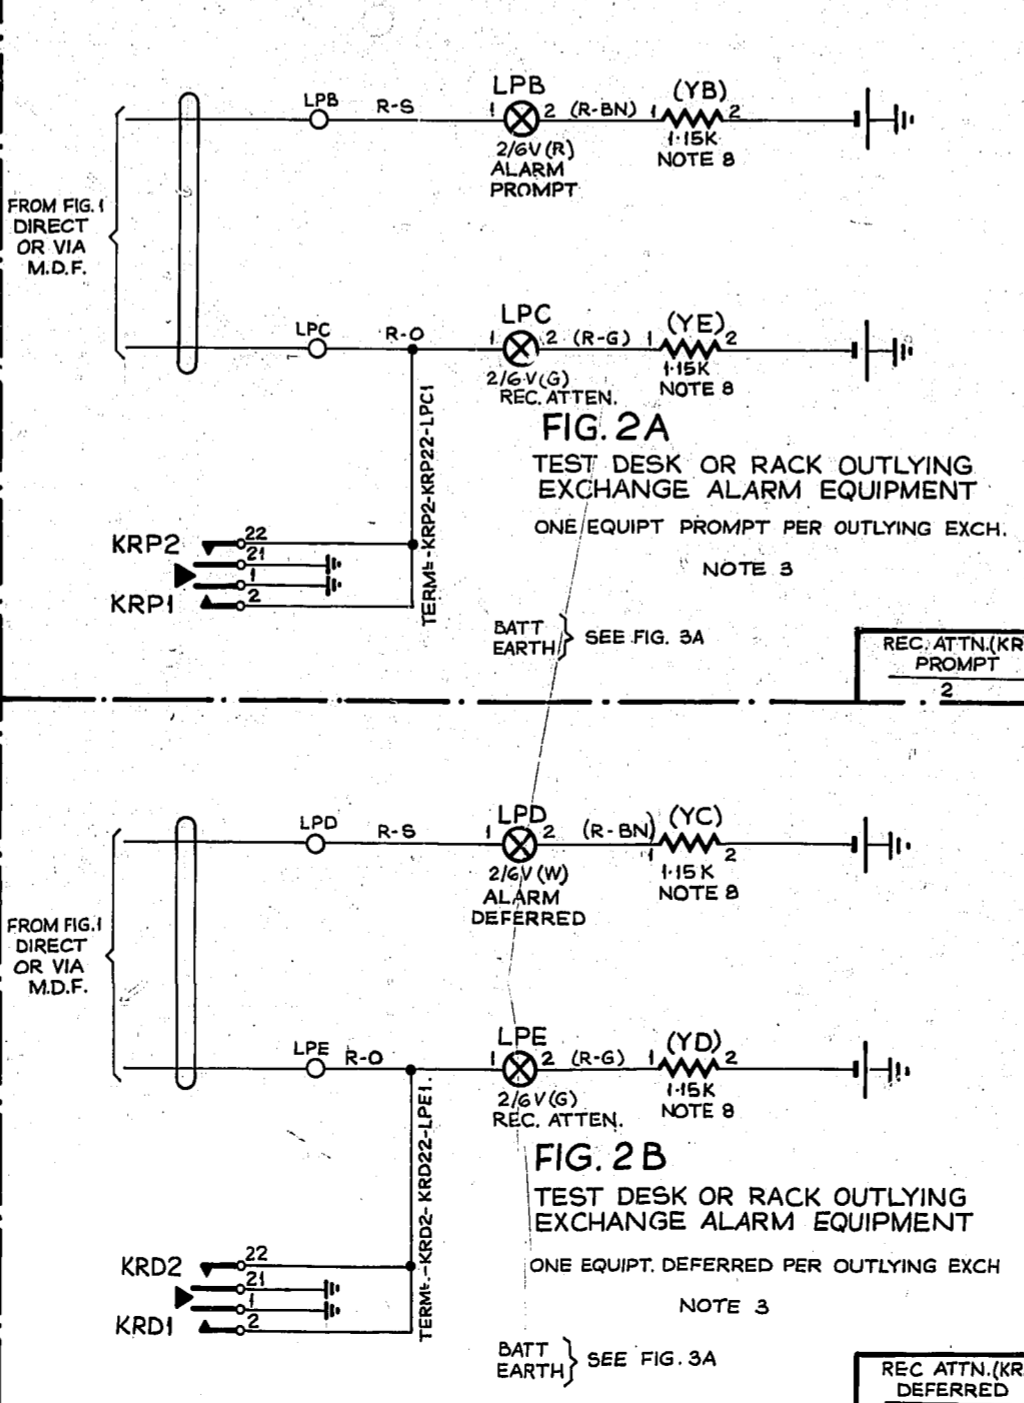 LPB
LPB R-S 1 2 (R-BN) 1 (YB) 2
2/6V (R) 1·15K
ALARM NOTE 8
PROMPT
FROM FIG. 1
DIRECT
OR VIA
M.D.F.
LPC
LPC R-O 1 2 (R-G) 1 (YE) 2
2/6V (G) 1·15K
REC. ATTEN. NOTE 8
FIG. 2A
TEST DESK OR RACK OUTLYING
EXCHANGE ALARM EQUIPMENT
ONE EQUIPT PROMPT PER OUTLYING EXCH.
NOTE 3
-KRP2-KRP22-LPC1
KRP2 22
21
1
KRP1 2
BATT
EARTH } SEE FIG. 3A
REC. ATTN.(KR
PROMPT
2
LPD
LPD R-S 1 2 (R-BN) 1 (YC) 2
2/6V (W) 1·15K
ALARM NOTE 8
DEFERRED
FROM FIG. 1
DIRECT
OR VIA
M.D.F.
LPE
LPE R-O 1 2 (R-G) 1 (YD) 2
2/6V (G) 1·15K
REC. ATTEN. NOTE 8
FIG. 2B
TEST DESK OR RACK OUTLYING
EXCHANGE ALARM EQUIPMENT
ONE EQUIPT. DEFERRED PER OUTLYING EXCH
NOTE 3
-KRD2-KRD22-LPE1.
KRD2 22
21
1
KRD1 2
BATT
EARTH } SEE FIG. 3A
REC ATTN.(KR
DEFERRED